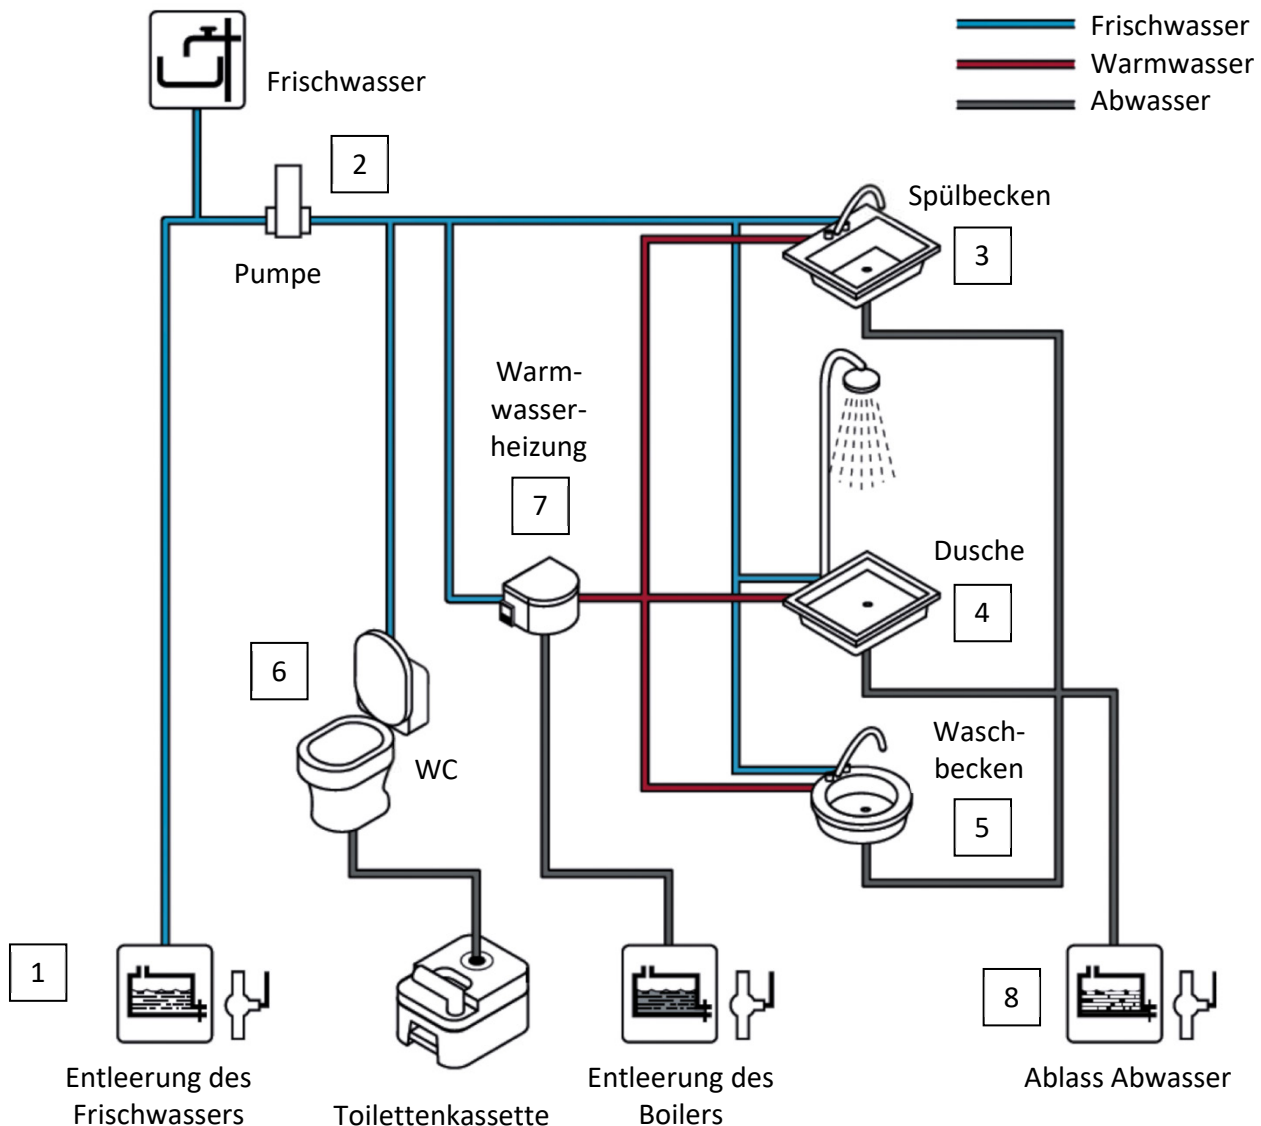 Frischwasser
Warmwasser
Abwasser
Frischwasser
2
Pumpe
Spülbecken
3
Warm-
wasser-
heizung
7
Dusche
4
6
WC
Wasch-
becken
5
1
Entleerung des
Frischwassers
Toilettenkassette
Entleerung des
Boilers
8
Ablass Abwasser